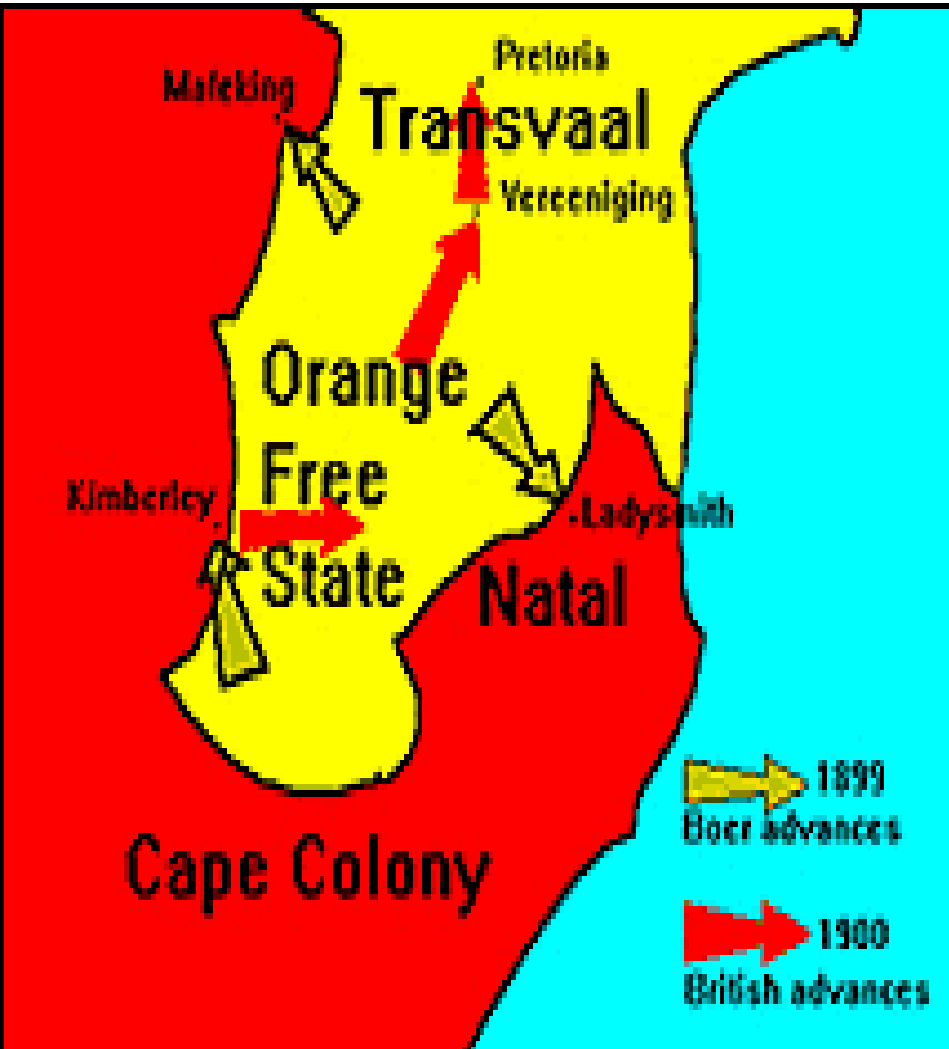 Pretoria
Mafeking
Transvaal
Vereeniging
Orange
Free
Kimberley
Ladysmith
State
Natal
1899
Boer advances
Cape Colony
1900
British advances